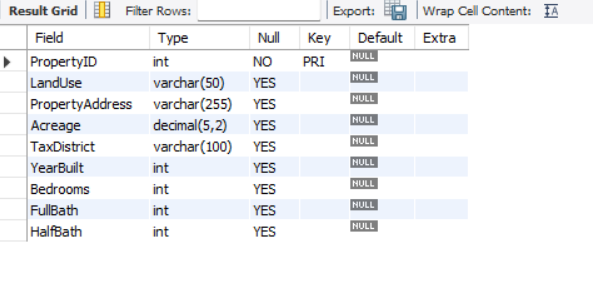 Result Grid Filter Rows: Export: Wrap Cell Content:
Field Type Null Key Default Extra
PropertyID int NO PRI NULL
LandUse varchar(50) YES NULL
PropertyAddress varchar(255) YES NULL
Acreage decimal(5,2) YES NULL
TaxDistrict varchar(100) YES NULL
YearBuilt int YES NULL
Bedrooms int YES NULL
FullBath int YES NULL
HalfBath int YES NULL